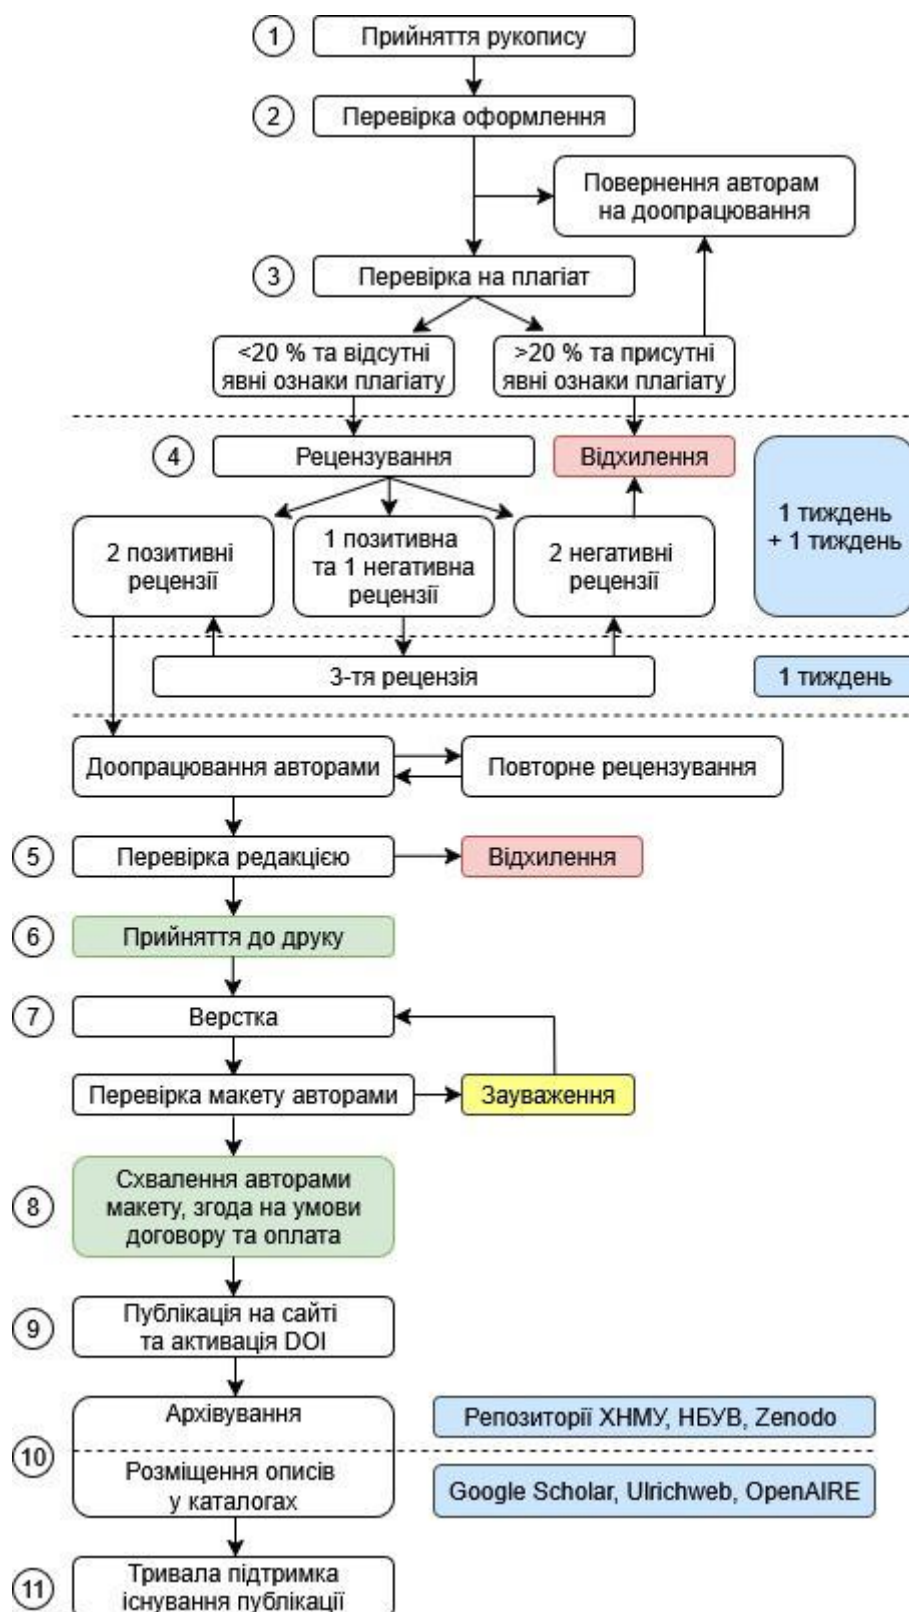 1
Прийняття рукопису
2
Перевірка оформлення
Повернення авторам
на доопрацювання
3
Перевірка на плагіат
<20 % та відсутні
явні ознаки плагіату
>20 % та присутні
явні ознаки плагіату
4
Рецензування
Відхилення
1 тиждень
+ 1 тиждень
2 позитивні
рецензії
1 позитивна
та 1 негативна
рецензії
2 негативні
рецензії
3-тя рецензія
1 тиждень
Доопрацювання авторами
Повторне рецензування
5
Перевірка редакцією
Відхилення
6
Прийняття до друку
7
Верстка
Перевірка макету авторами
Зауваження
8
Схвалення авторами
макету, згода на умови
договору та оплата
9
Публікація на сайті
та активація DOI
10
Архівування
Репозиторії ХНМУ, НБУВ, Zenodo
Розміщення описів
у каталогах
Google Scholar, Ulrichweb, OpenAIRE
11
Тривала підтримка
існування публікації